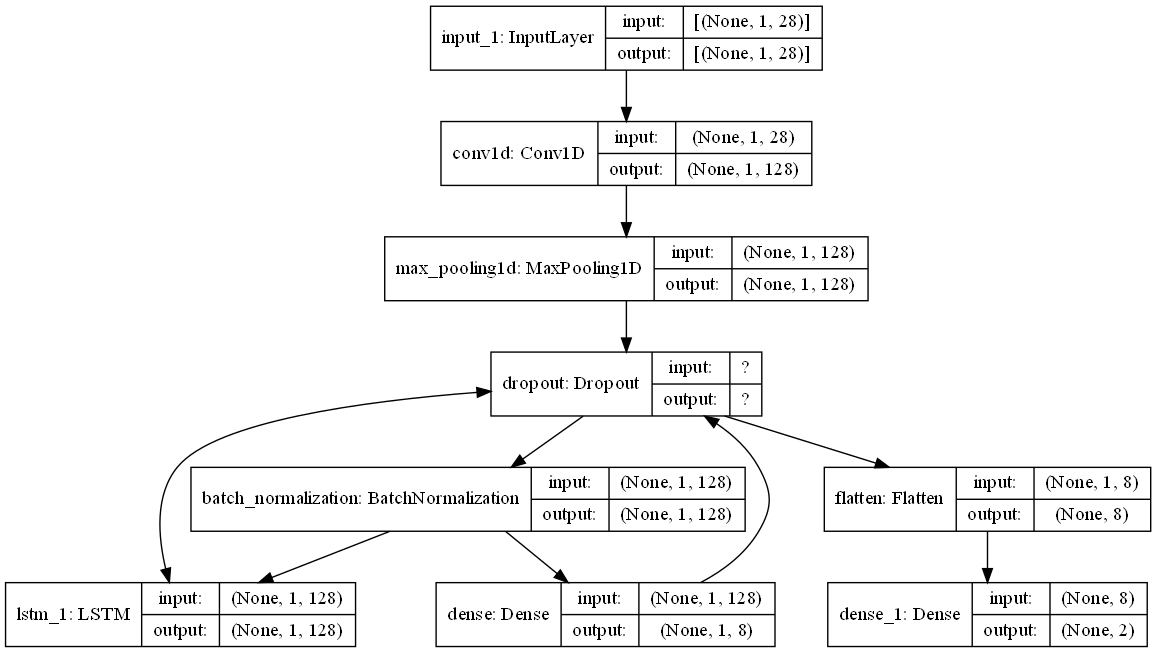 input_1: InputLayer
input: [(None, 1, 28)]
output: [(None, 1, 28)]
conv1d: Conv1D
input: (None, 1, 28)
output: (None, 1, 128)
max_pooling1d: MaxPooling1D
input: (None, 1, 128)
output: (None, 1, 128)
dropout: Dropout
input: ?
output: ?
batch_normalization: BatchNormalization
input: (None, 1, 128)
output: (None, 1, 128)
flatten: Flatten
input: (None, 1, 8)
output: (None, 8)
lstm_1: LSTM
input: (None, 1, 128)
output: (None, 1, 128)
dense: Dense
input: (None, 1, 128)
output: (None, 1, 8)
dense_1: Dense
input: (None, 8)
output: (None, 2)